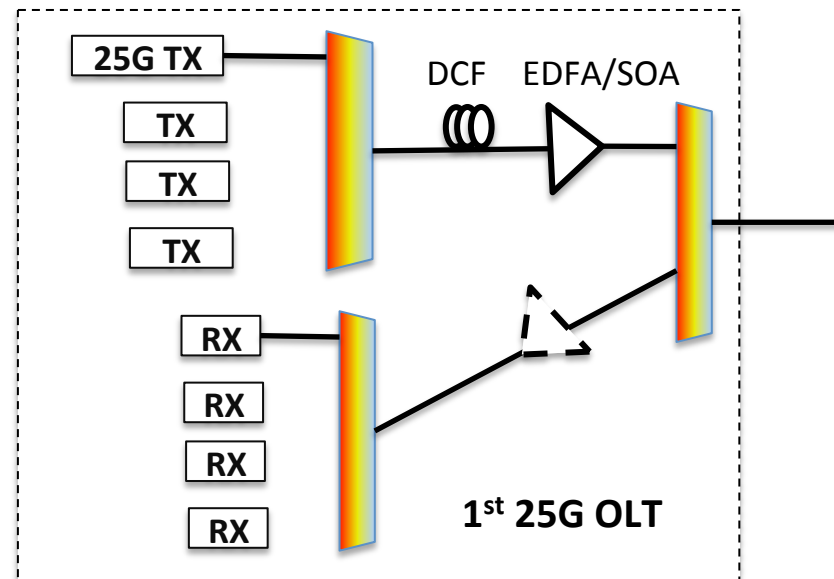 25G TX
DCF EDFA/SOA
TX
TX
TX
RX
RX
RX
RX
1st 25G OLT